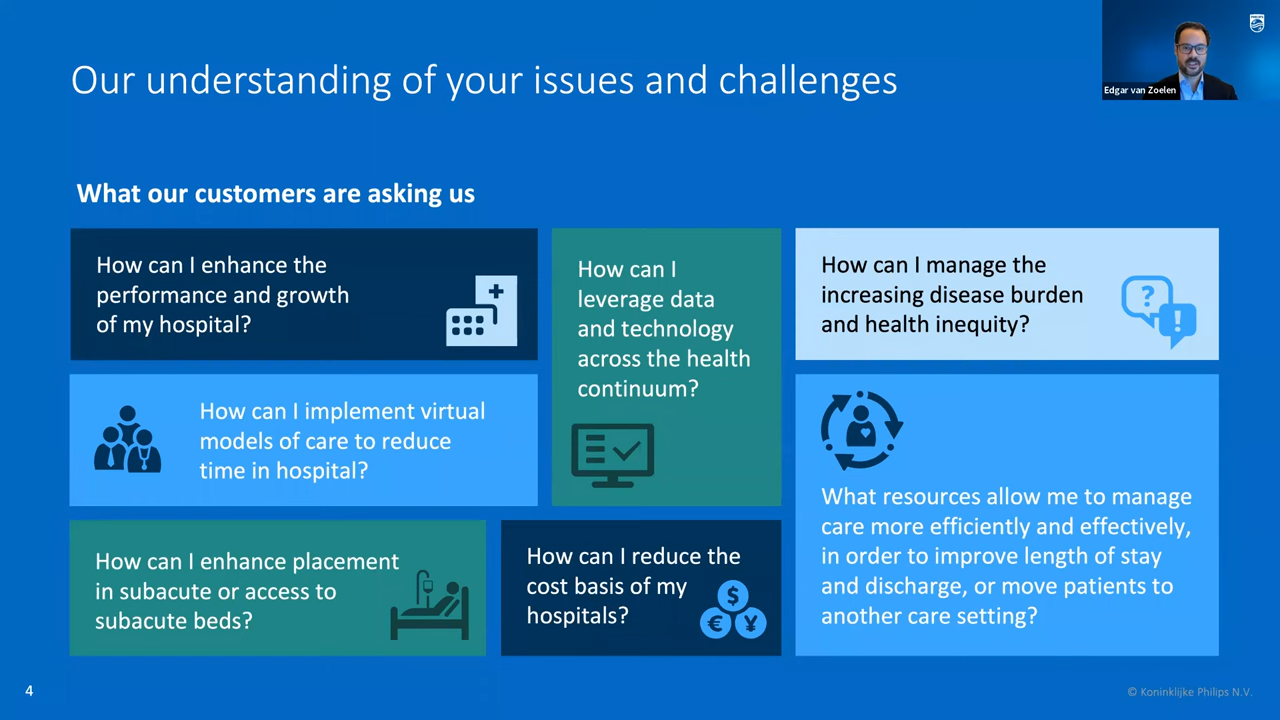 Our understanding of your issues and challenges
Edgar van Zoelen
What our customers are asking us
How can I enhance the
performance and growth
of my hospital?
How can I
leverage data
and technology
across the health
continuum?
How can I manage the
increasing disease burden
and health inequity?
?
!
How can I implement virtual
models of care to reduce
time in hospital?
What resources allow me to manage
care more efficiently and effectively,
in order to improve length of stay
and discharge, or move patients to
another care setting?
How can I enhance placement
in subacute or access to
subacute beds?
How can I reduce the
cost basis of my
hospitals?
$
€ ¥
4
© Koninklijke Philips N.V.